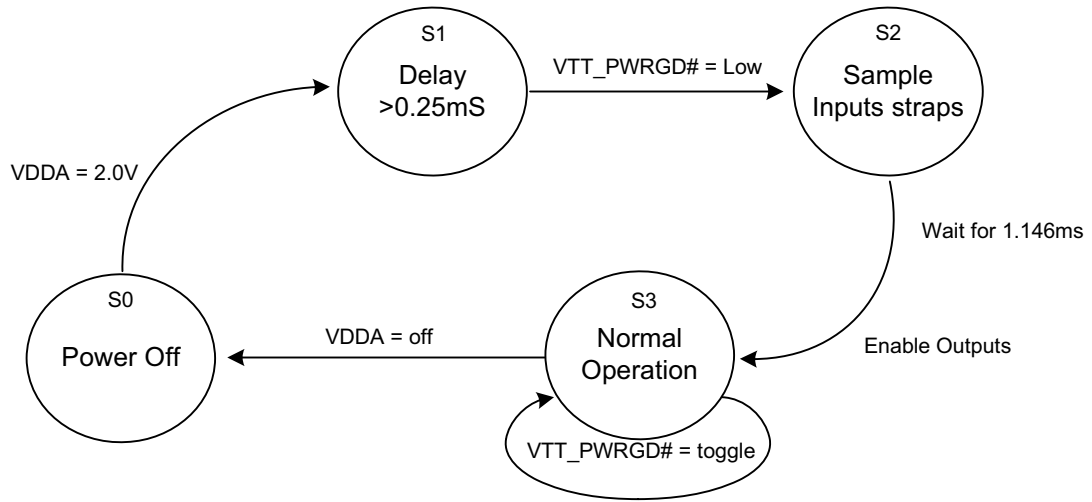 S1
Delay
>0.25mS
VTT_PWRGD# = Low
S2
Sample
Inputs straps
VDDA = 2.0V
Wait for 1.146ms
S0
Power Off
VDDA = off
S3
Normal
Operation
Enable Outputs
VTT_PWRGD# = toggle